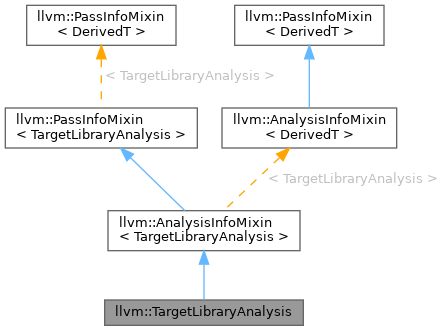 llvm::PassInfoMixin
< DerivedT >
llvm::PassInfoMixin
< DerivedT >
< TargetLibraryAnalysis >
llvm::PassInfoMixin
< TargetLibraryAnalysis >
llvm::AnalysisInfoMixin
< DerivedT >
< TargetLibraryAnalysis >
llvm::AnalysisInfoMixin
< TargetLibraryAnalysis >
llvm::TargetLibraryAnalysis